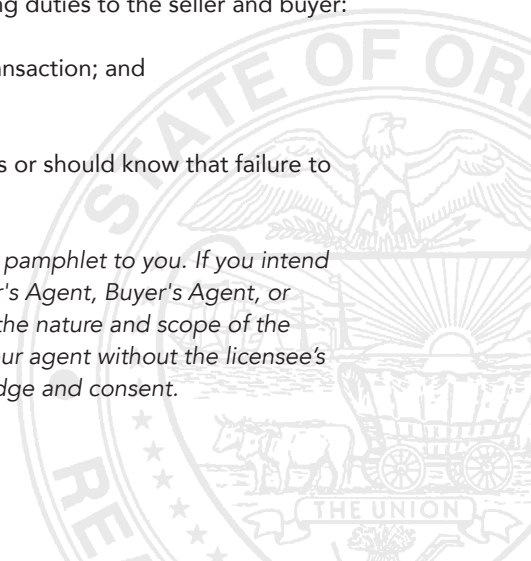 ng duties to the seller and buyer:
ansaction; and
s or should know that failure to
pamphlet to you. If you intend
r's Agent, Buyer's Agent, or
the nature and scope of the
ur agent without the licensee's
dge and consent.
STATE OF OR
RE
THE UNION